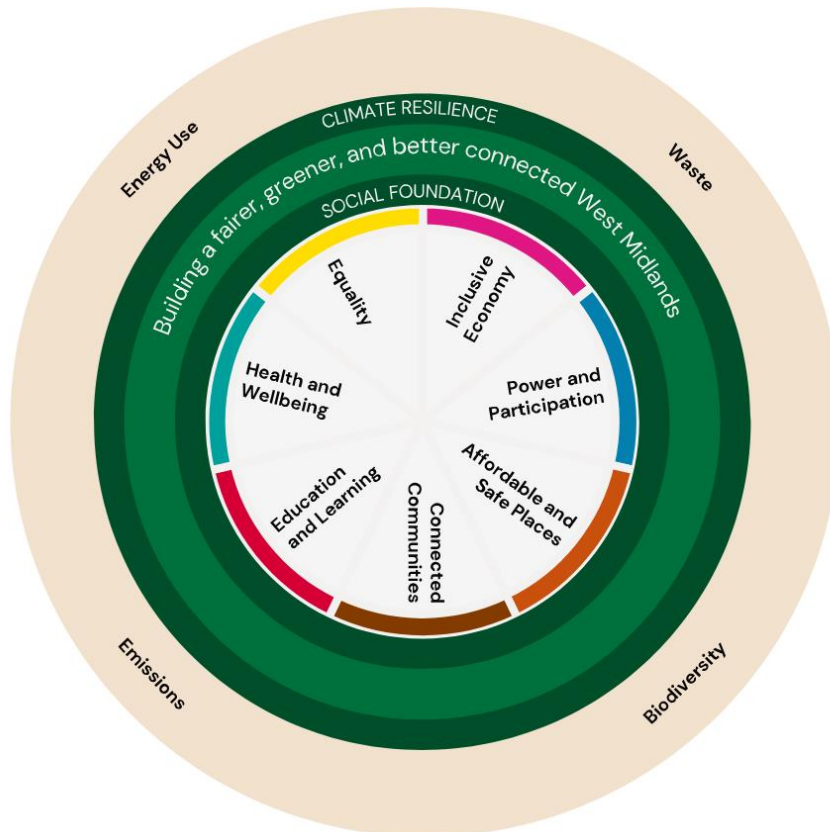 Energy Use
Waste
CLIMATE RESILIENCE
Building a fairer, greener, and better connected West Midlands
SOCIAL FOUNDATION
Equality
Inclusive
Economy
Health and
Wellbeing
Power and
Participation
Education
and Learning
Affordable and
Safe Places
Connected
Communities
Emissions
Biodiversity